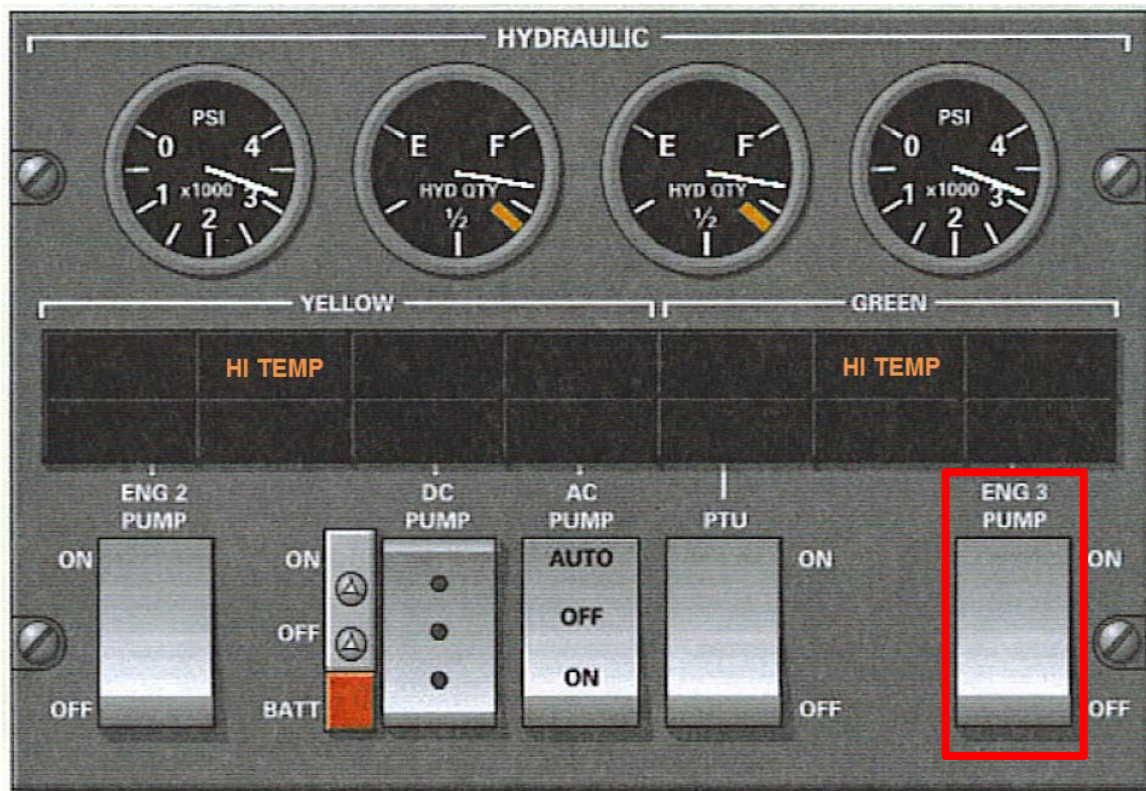 HYDRAULIC
PSI
0 4
1 x1000 3
2
E F
HYD QTY
½
E F
HYD QTY
½
PSI
0 4
1 x1000 3
2
YELLOW GREEN
HI TEMP HI TEMP
ENG 2
PUMP
DC
PUMP
AC
PUMP
PTU
ENG 3
PUMP
ON ON AUTO ON ON
OFF OFF
OFF BATT ON OFF OFF